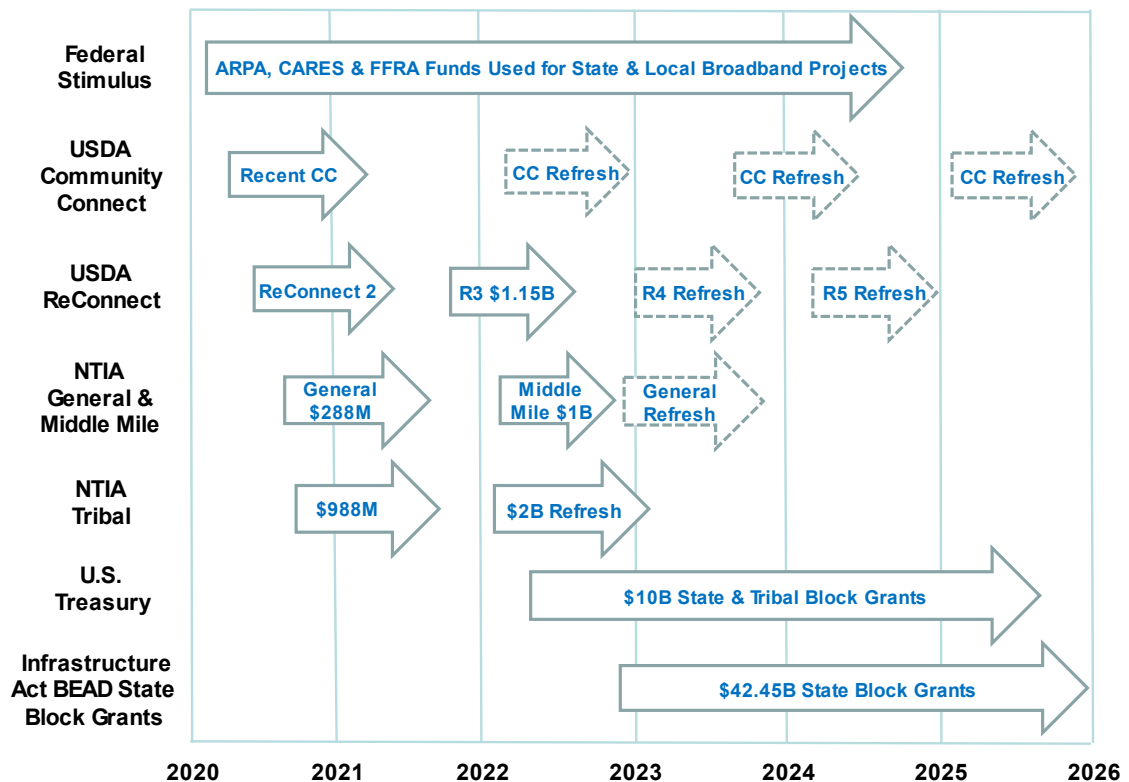 Federal
Stimulus
ARPA, CARES & FFRA Funds Used for State & Local Broadband Projects
USDA
Community
Connect
Recent CC
CC Refresh
CC Refresh
CC Refresh
USDA
ReConnect
ReConnect 2
R3 $1.15B
R4 Refresh
R5 Refresh
NTIA
General &
Middle Mile
General
$288M
Middle
Mile $1B
General
Refresh
NTIA
Tribal
$988M
$2B Refresh
U.S.
Treasury
$10B State & Tribal Block Grants
Infrastructure
Act BEAD State
Block Grants
$42.45B State Block Grants
2020
2021
2022
2023
2024
2025
2026